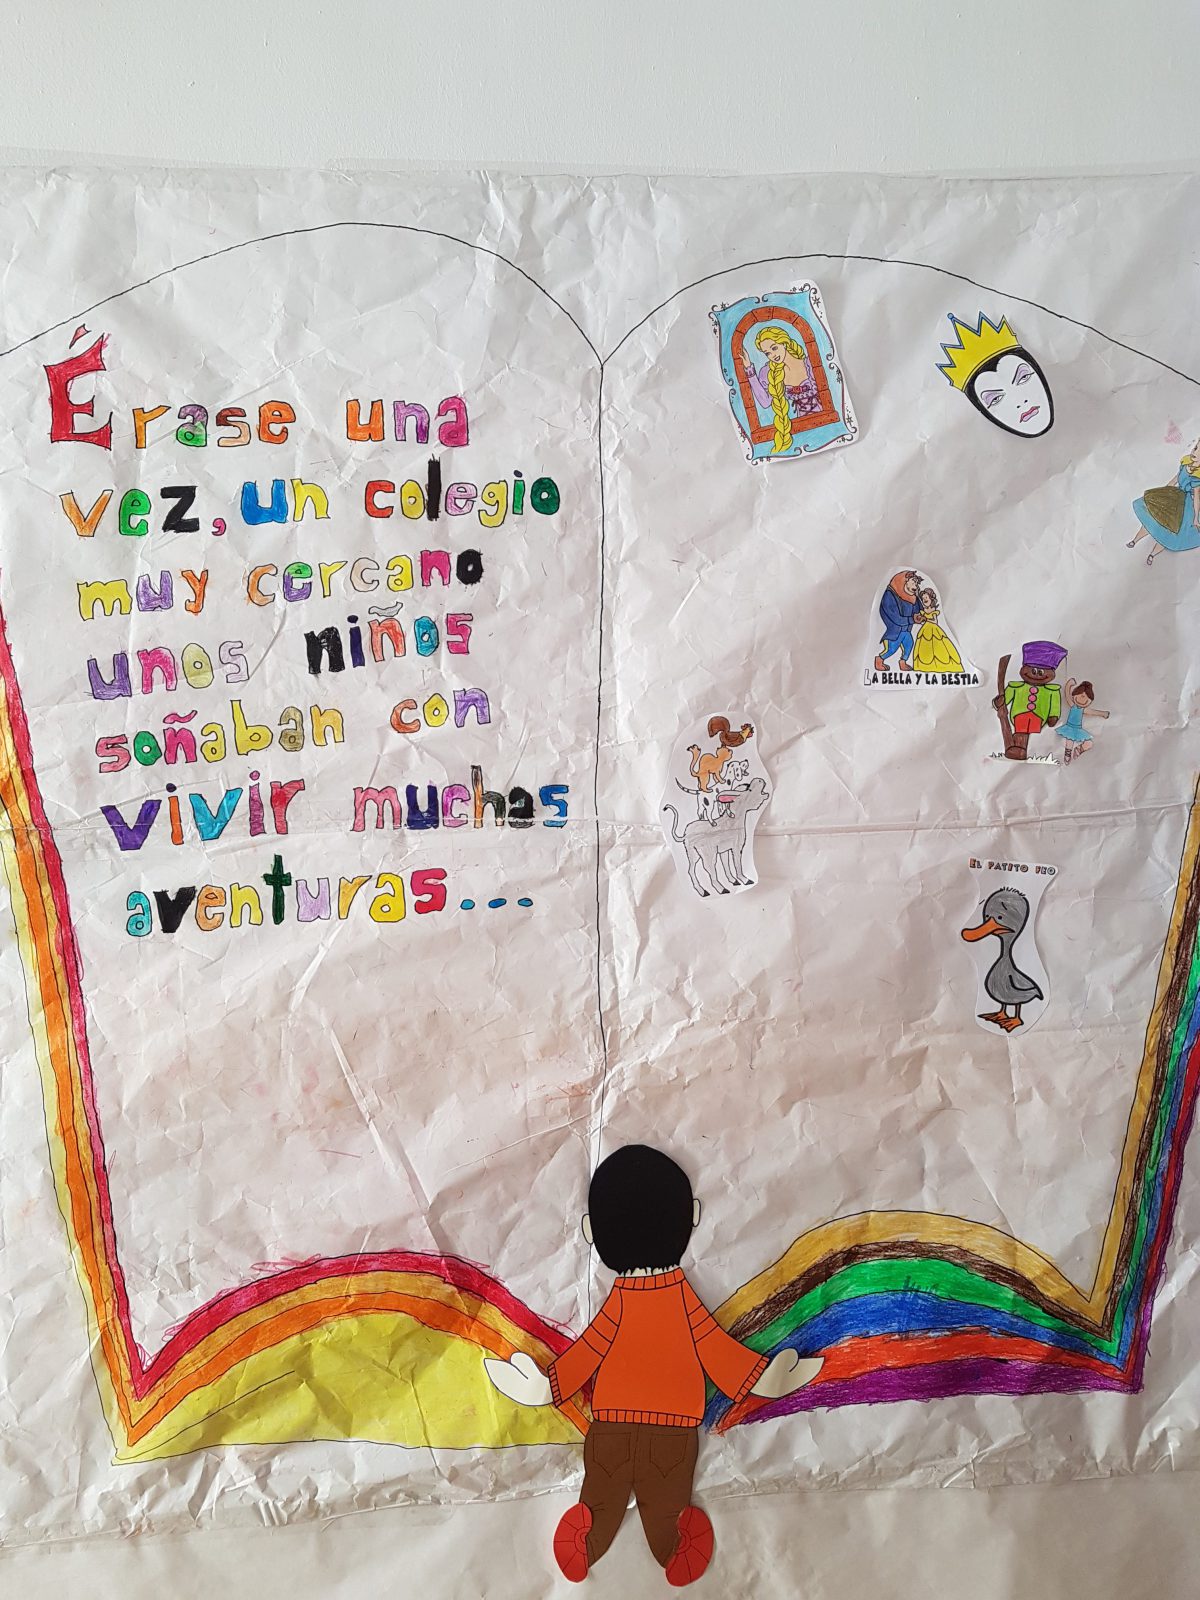 Érase una
vez, un colegio
muy cercano
unos niños
soñaban con
vivir muchas
aventuras...
LA BELLA Y LA BESTIA
EL PATITO FEO